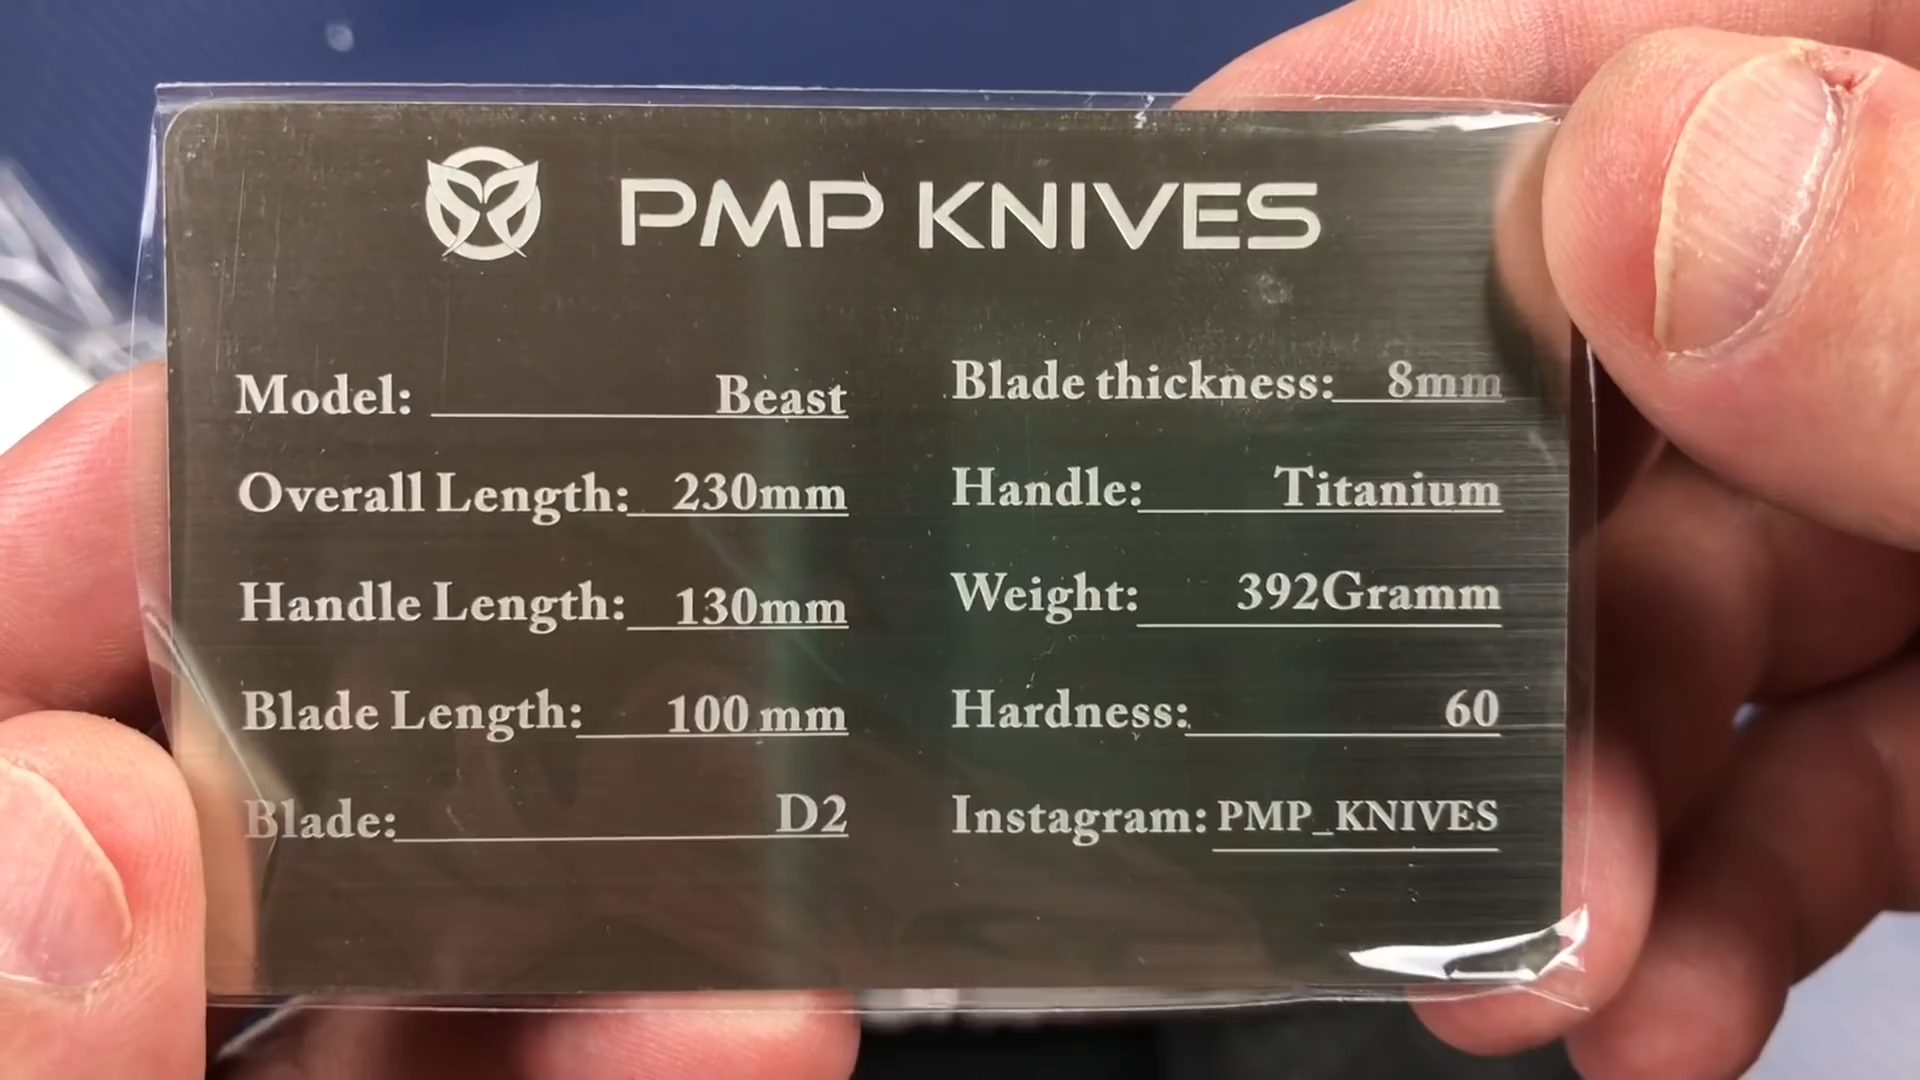 PMP KNIVES
Model: Beast
Overall Length: 230mm
Handle Length: 130mm
Blade Length: 100 mm
Blade: D2
Blade thickness: 8mm
Handle: Titanium
Weight: 392Gramm
Hardness: 60
Instagram: PMP_KNIVES